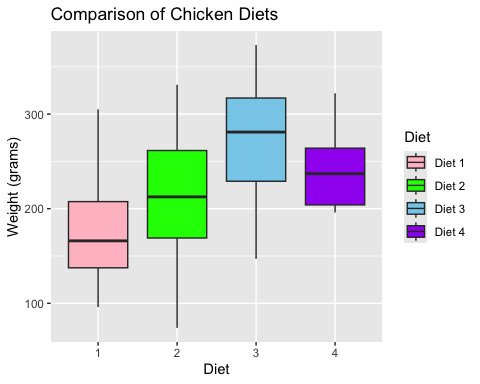 Comparison of Chicken Diets
Weight (grams)
300
200
100
1 2 3 4
Diet
Diet
Diet 1
Diet 2
Diet 3
Diet 4